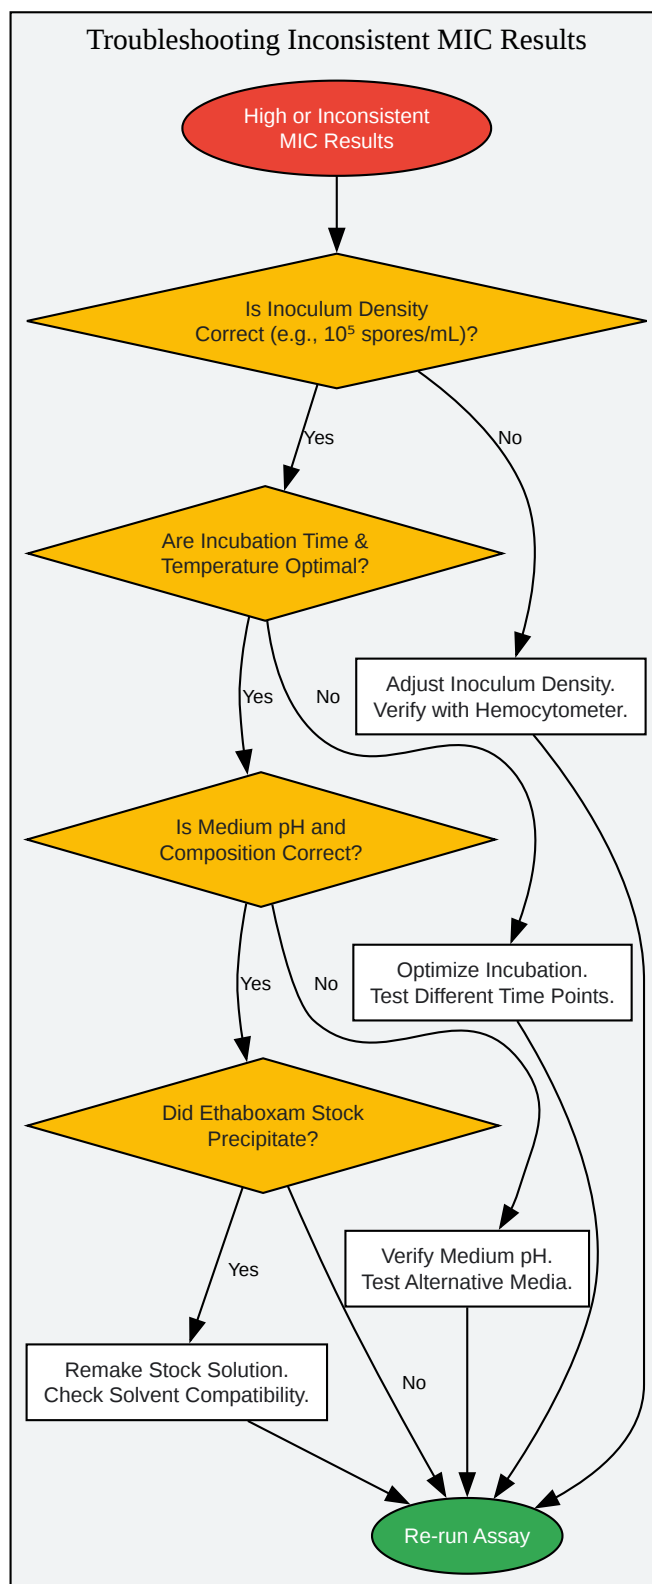 Troubleshooting Inconsistent MIC Results
High or Inconsistent
MIC Results
Is Inoculum Density
Correct (e.g., 10⁵ spores/mL)?
Yes
No
Are Incubation Time &
Temperature Optimal?
Adjust Inoculum Density.
Verify with Hemocytometer.
Yes
No
Is Medium pH and
Composition Correct?
Optimize Incubation.
Test Different Time Points.
Yes
No
Did Ethaboxam Stock
Precipitate?
Verify Medium pH.
Test Alternative Media.
Yes
No
Remake Stock Solution.
Check Solvent Compatibility.
Re-run Assay